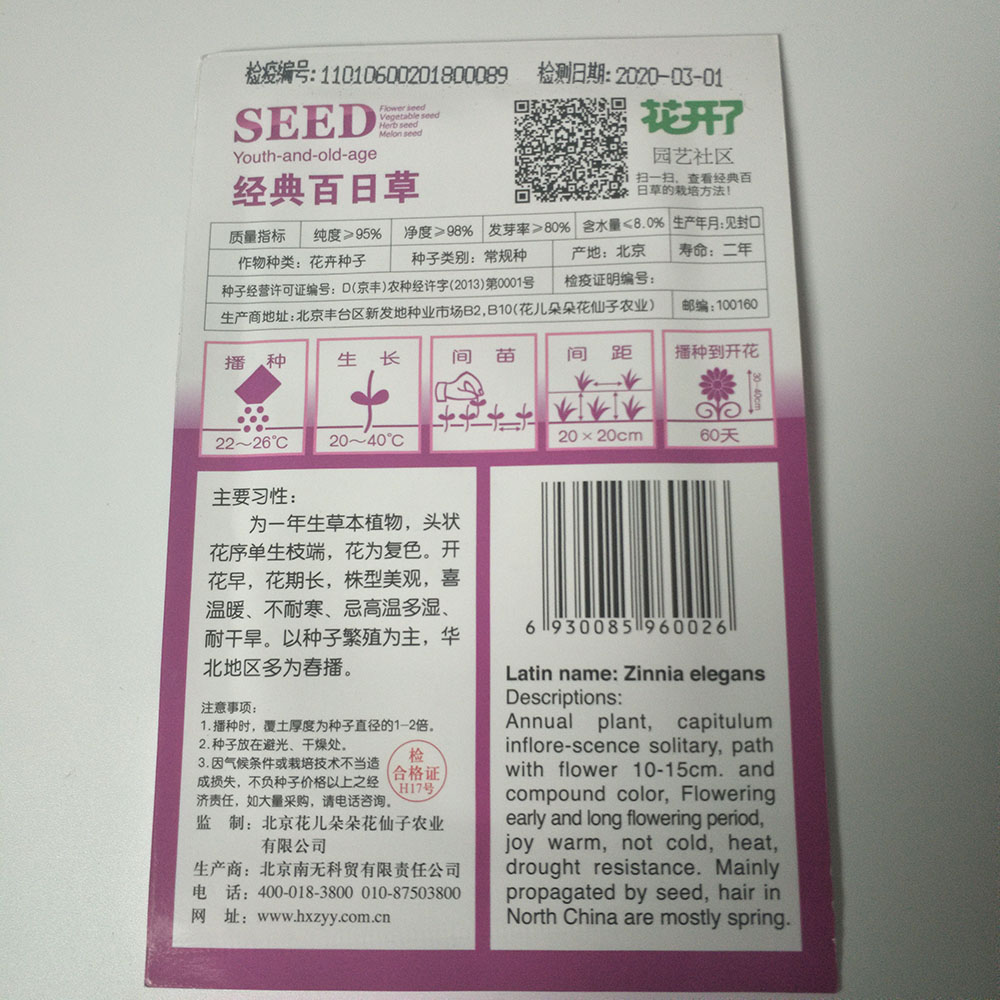 检疫编号:11010600201800089 检测日期:2020-03-01
SEED
Flower seed
Vegetable seed
Herb seed
Melon seed
Youth-and-old-age
经典百日草
花开了
园艺社区
扫一扫，查看经典百
日草的栽培方法！
质量指标 纯度≥95% 净度≥98% 发芽率≥80% 含水量≤8.0% 生产年月:见封口
作物种类：花卉种子 种子类别：常规种 产地：北京 寿命：二年
种子经营许可证编号：D(京丰)农种经许字(2013)第0001号 检疫证明编号：
生产商地址:北京丰台区新发地种业市场B2,B10(花儿朵朵花仙子农业) 邮编:100160
播种 生长 间苗 间距 播种到开花
30-40cm
22～26℃ 20～40℃ 20×20cm 60天
主要习性：
为一年生草本植物，头状
花序单生枝端，花为复色。开
花早，花期长，株型美观，喜
温暖、不耐寒、忌高温多湿、
耐干旱。以种子繁殖为主，华
北地区多为春播。
注意事项：
1.播种时，覆土厚度为种子直径的1-2倍。
2.种子放在避光、干燥处。
3.因气候条件或栽培技术不当造
成损失，不负种子价格以上之经
济责任，如大量采购，请电话咨询。
检
合格证
H17号
监 制：北京花儿朵朵花仙子农业
有限公司
生产商：北京南无科贸有限责任公司
电 话：400-018-3800 010-87503800
网 址：www.hxzyy.com.cn
6 930085 960026
Latin name: Zinnia elegans
Descriptions:
Annual plant, capitulum
inflore-scence solitary, path
with flower 10-15cm. and
compound color, Flowering
early and long flowering period,
joy warm, not cold, heat,
drought resistance. Mainly
propagated by seed, hair in
North China are mostly spring.